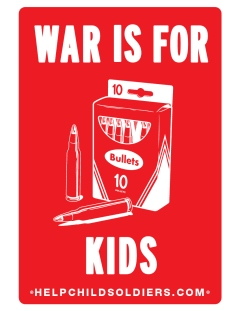 WAR IS FOR
10
Bullets
10
KIDS
•HELPCHILDSOLDIERS.COM•